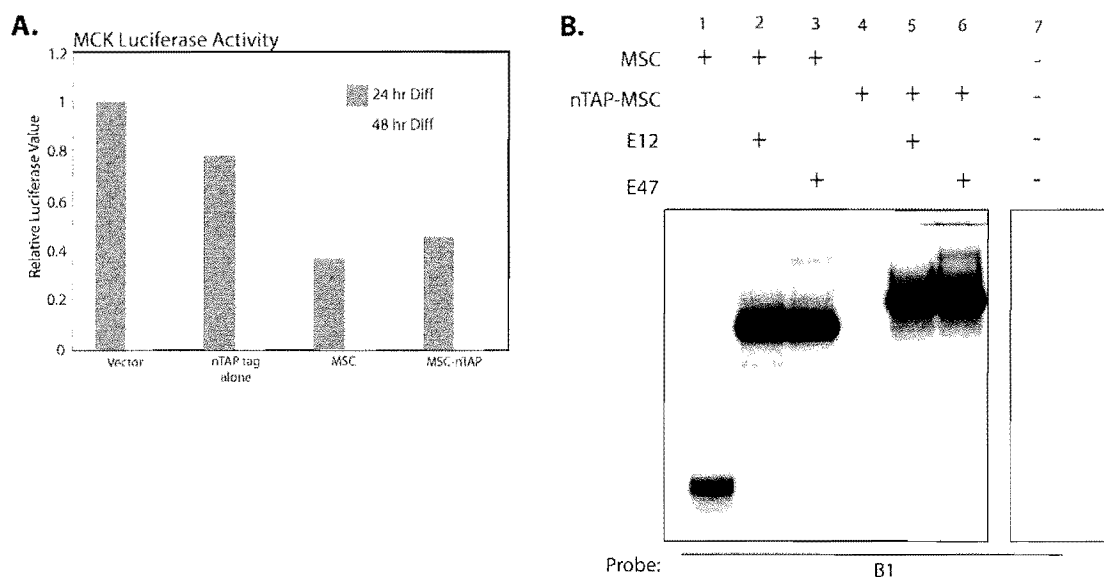 A.
MCK Luciferase Activity
1.2
1
0.8
0.6
0.4
0.2
0
Relative Luciferase Value
24 hr Diff
48 hr Diff
Vector
nTAP tag
alone
MSC
MSC-nTAP
B.
1 2 3 4 5 6 7
MSC + + + -
nTAP-MSC + + + -
E12 + + -
E47 + + -
Probe:
B1